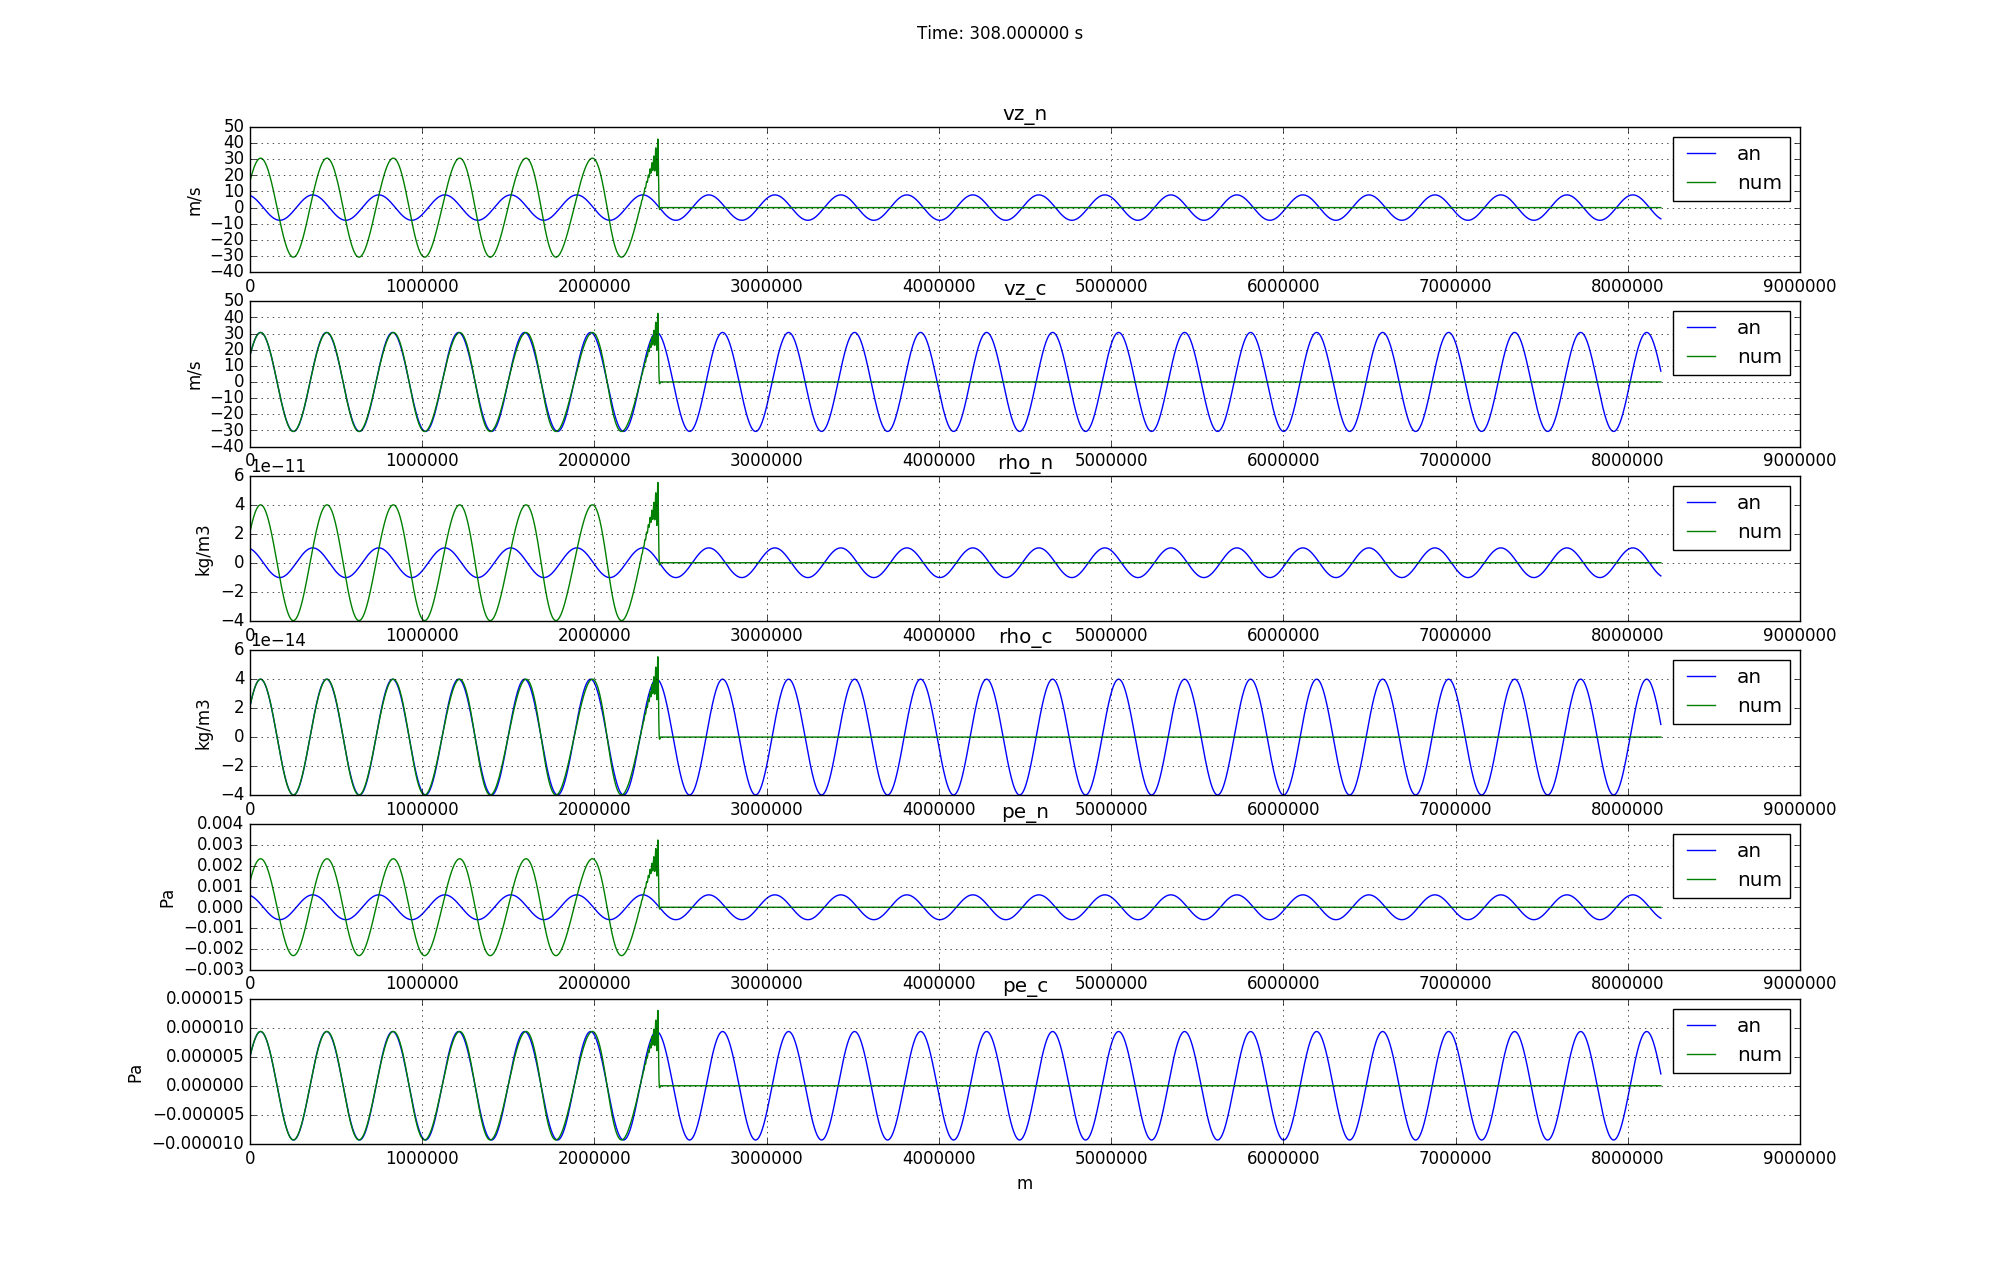 Time: 308.000000 s
vz_n
50
40
30
20
10
0
−10
−20
−30
−40
m/s
an
num
0 1000000 2000000 3000000 4000000 5000000 6000000 7000000 8000000 9000000
vz_c
50
40
30
20
10
0
−10
−20
−30
−40
m/s
an
num
0 1000000 2000000 3000000 4000000 5000000 6000000 7000000 8000000 9000000
1e−11
rho_n
6
4
2
0
−2
−4
kg/m3
an
num
0 1000000 2000000 3000000 4000000 5000000 6000000 7000000 8000000 9000000
1e−14
rho_c
6
4
2
0
−2
−4
kg/m3
an
num
0 1000000 2000000 3000000 4000000 5000000 6000000 7000000 8000000 9000000
pe_n
0.004
0.003
0.002
0.001
0.000
−0.001
−0.002
−0.003
Pa
an
num
0 1000000 2000000 3000000 4000000 5000000 6000000 7000000 8000000 9000000
pe_c
0.000015
0.000010
0.000005
0.000000
−0.000005
−0.000010
Pa
an
num
0 1000000 2000000 3000000 4000000 5000000 6000000 7000000 8000000 9000000
m